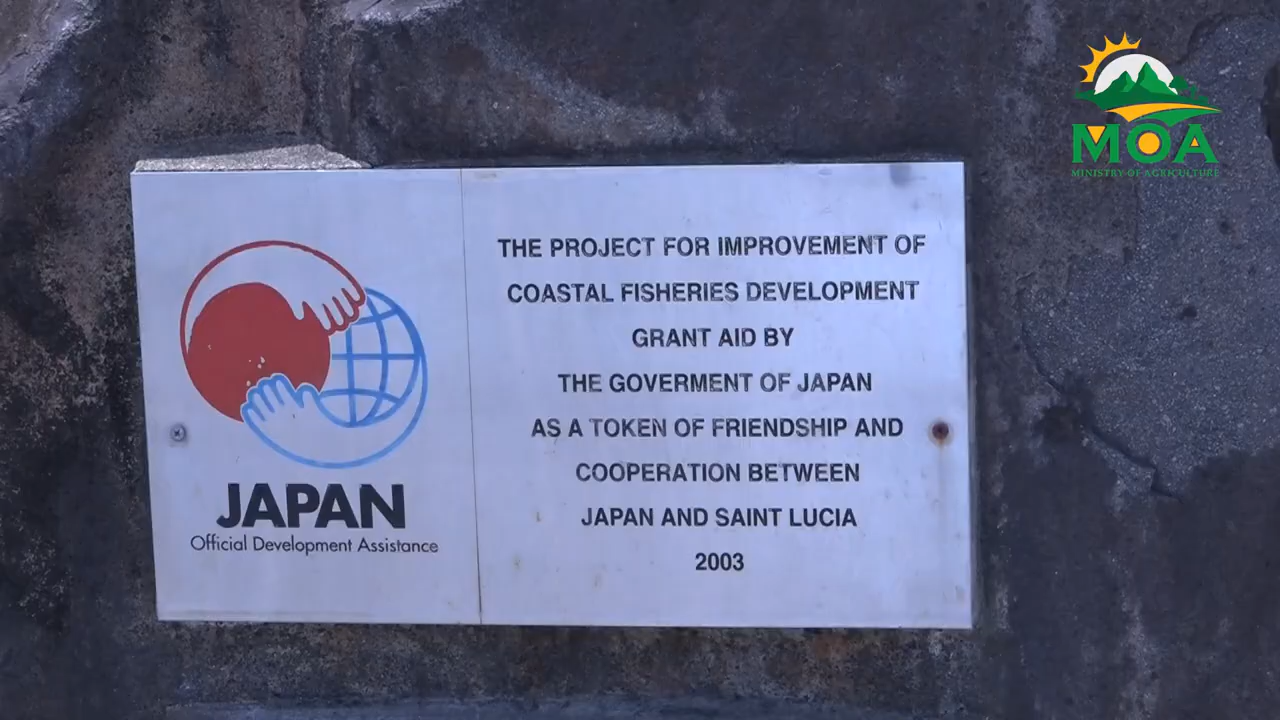 MOA
MINISTRY OF AGRICULTURE
THE PROJECT FOR IMPROVEMENT OF
COASTAL FISHERIES DEVELOPMENT
GRANT AID BY
THE GOVERMENT OF JAPAN
AS A TOKEN OF FRIENDSHIP AND
COOPERATION BETWEEN
JAPAN AND SAINT LUCIA
2003
JAPAN
Official Development Assistance